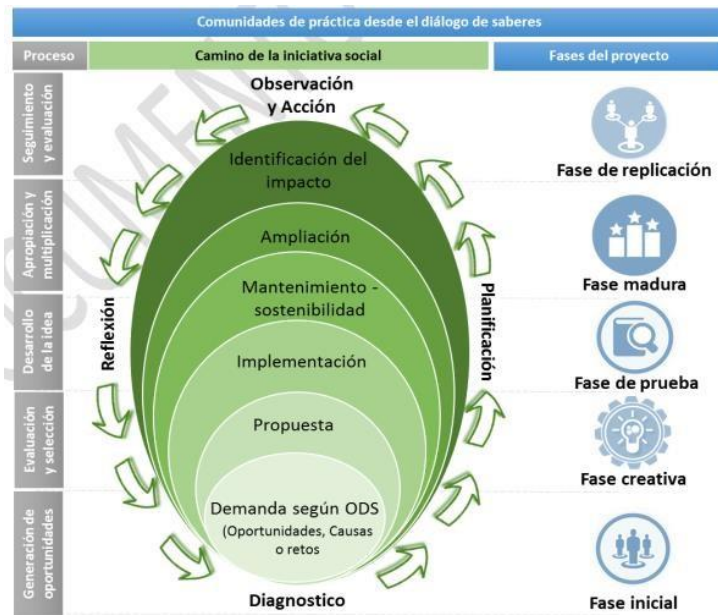 Comunidades de práctica desde el diálogo de saberes
Proceso
Camino de la iniciativa social
Fases del proyecto
Observación
y Acción
Seguimiento
y evaluación
Identificación del
impacto
Fase de replicación
Apropiación y
multiplicación
Ampliación
Fase madura
Mantenimiento -
sostenibilidad
Reflexión
Planificación
Desarrollo
de la idea
Implementación
Fase de prueba
Evaluación
y selección
Propuesta
Fase creativa
Generación de
oportunidades
Demanda según ODS
(Oportunidades, Causas
o retos
Diagnostico
Fase inicial